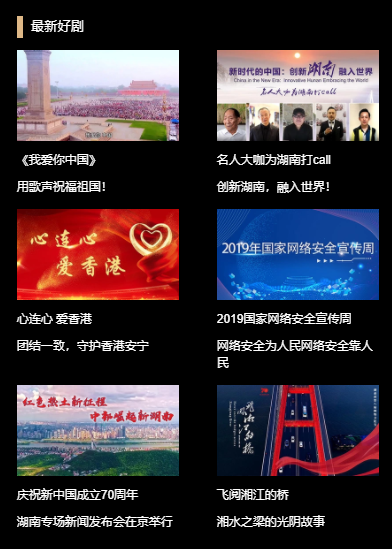 最新好剧
新时代的中国：创新湖南 融入世界
China in the New Era: Innovative Hunan Embracing the World
名人大咖为湖南打call
《我爱你中国》
名人大咖为湖南打call
用歌声祝福祖国！
创新湖南，融入世界！
心连心
爱香港
2019年国家网络安全宣传周
心连心 爱香港
2019国家网络安全宣传周
团结一致，守护香港安宁
网络安全为人民网络安全靠人
民
红色热土新征程
中部崛起新湖南
庆祝新中国成立70周年
飞阅湘江的桥
湖南专场新闻发布会在京举行
湘水之梁的光阴故事